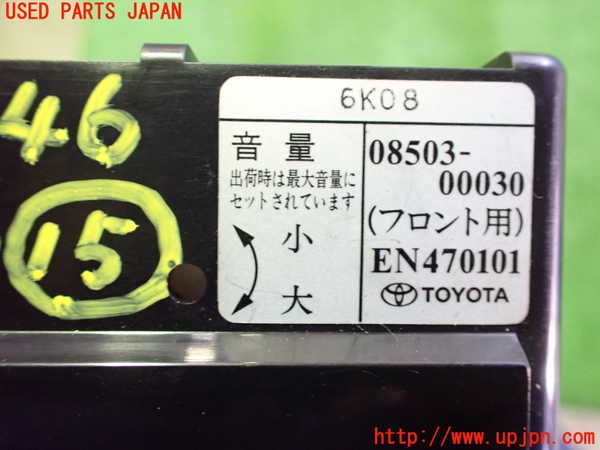 USED PARTS JAPAN
46
15
6K08
音量
出荷時は最大音量に
セットされています
小
大
08503-
00030
(フロント用)
EN470101
TOYOTA
http://www.upjpn.com